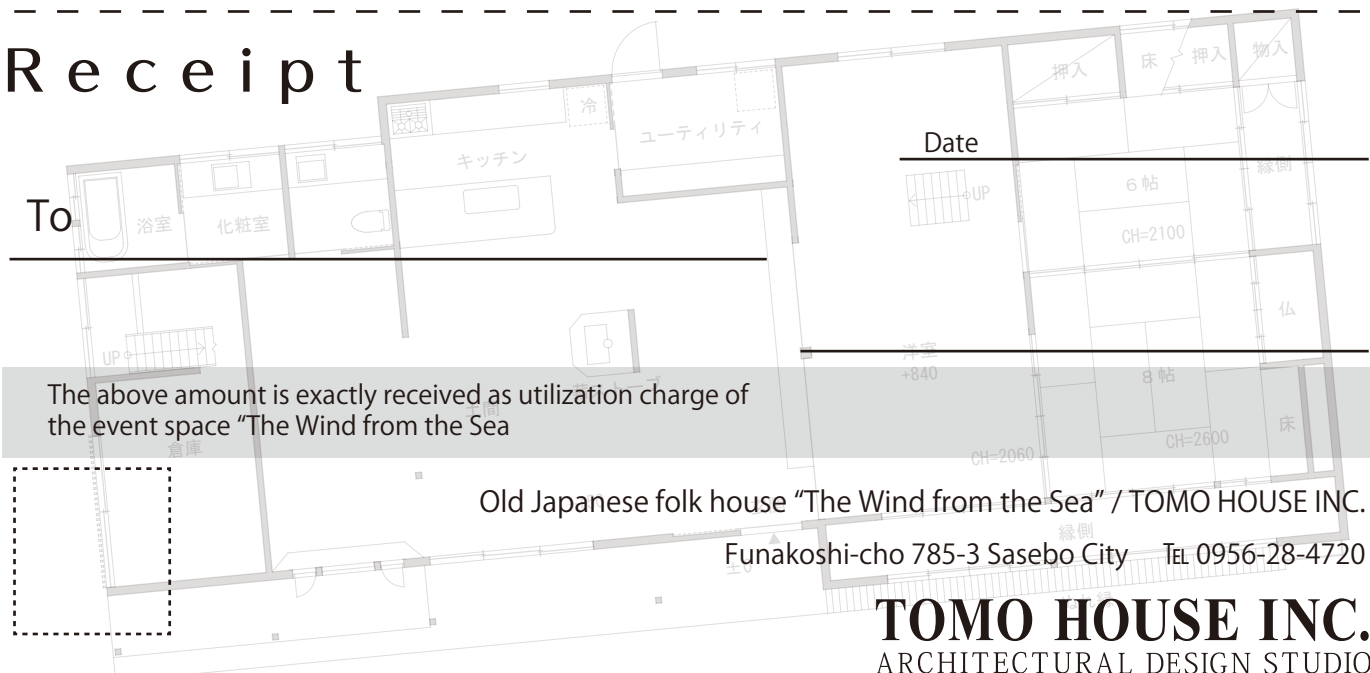 Receipt
押入
床
押入
物入
冷
ユーティリティ
キッチン
Date
縁側
6帖
UP
To
浴室
化粧室
CH=2100
仏
UP
洋室
+840
8帖
The above amount is exactly received as utilization charge of
the event space “The Wind from the Sea
土間
倉庫
床
CH=2600
CH=2060
Old Japanese folk house “The Wind from the Sea” / TOMO HOUSE INC.
縁側
Funakoshi-cho 785-3 Sasebo City TEL 0956-28-4720
±0
TOMO HOUSE INC.
ARCHITECTURAL DESIGN STUDIO